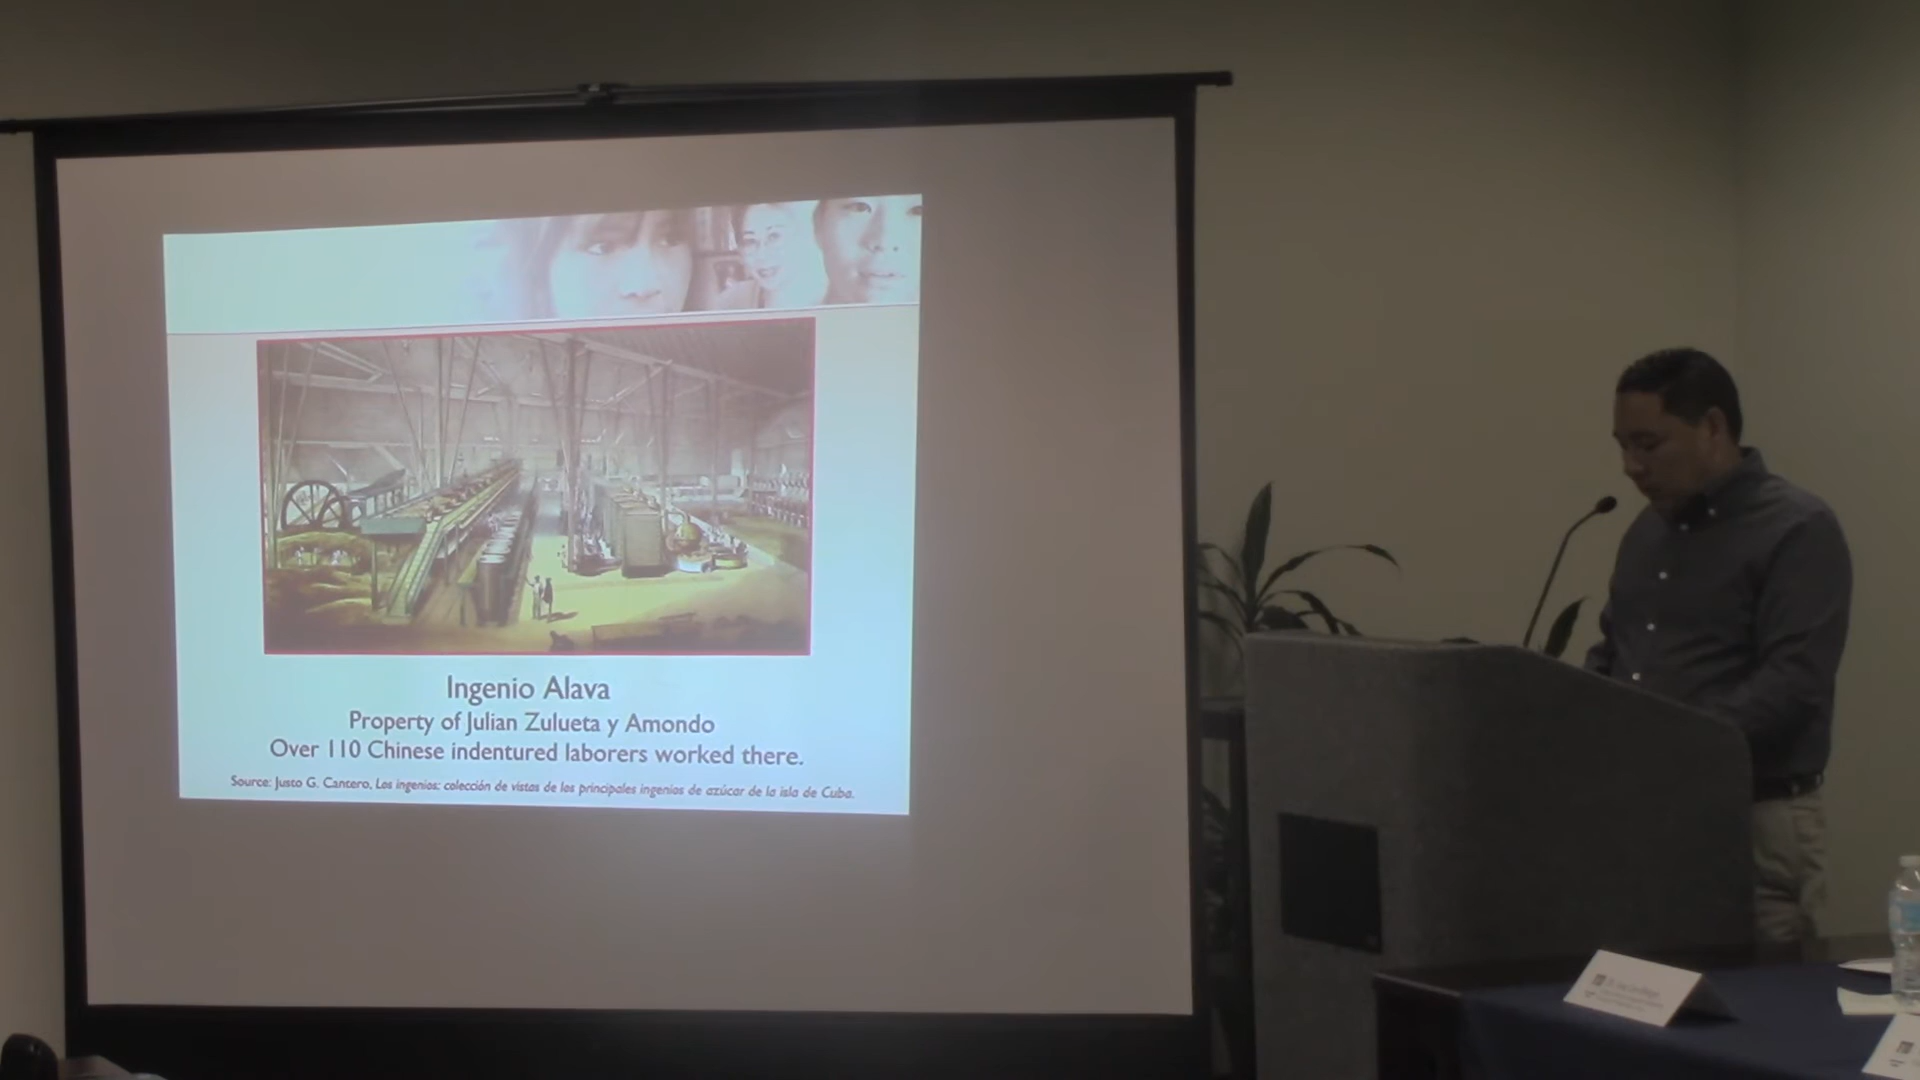 Ingenio Alava
Property of Julian Zulueta y Amondo
Over 110 Chinese indentured laborers worked there.
Source: Justo G. Cantero, Los ingenios: colección de vistas de los principales ingenios de azúcar de la isla de Cuba.